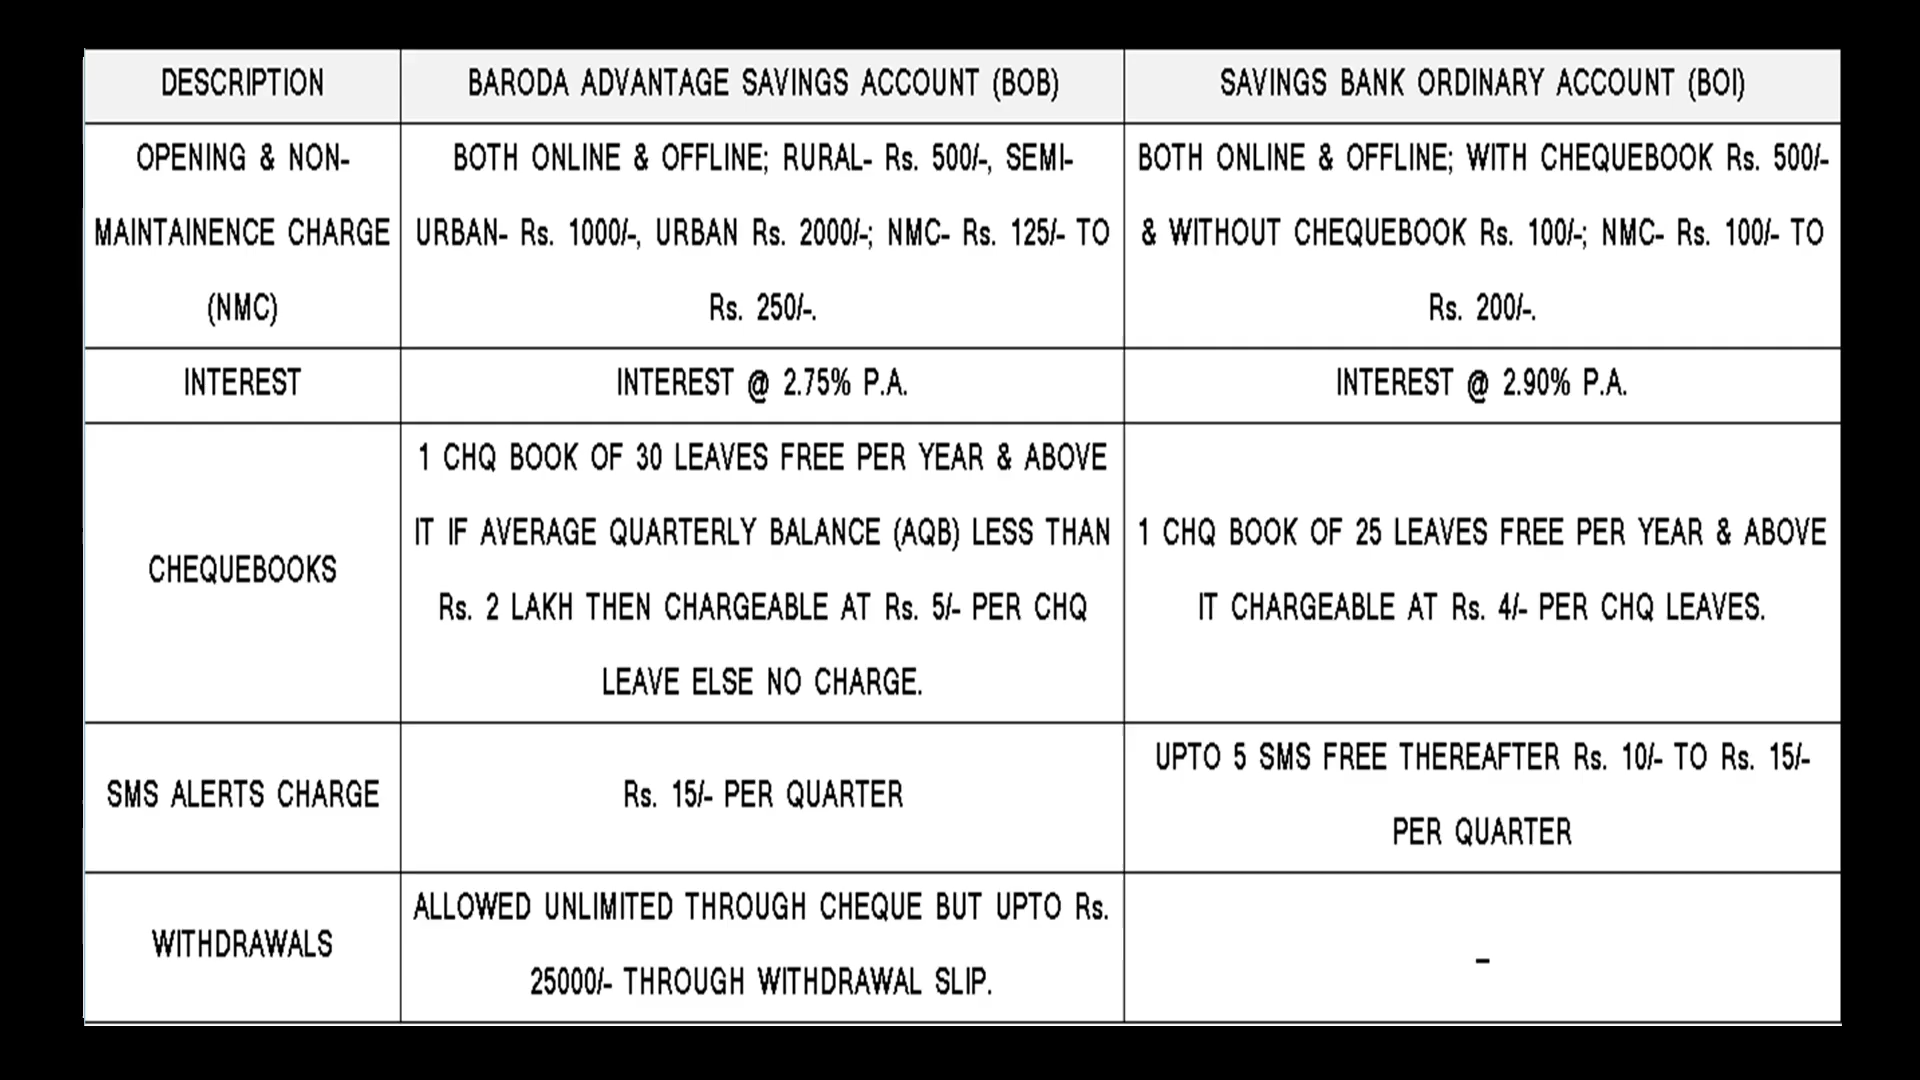 DESCRIPTION
BARODA ADVANTAGE SAVINGS ACCOUNT (BOB)
SAVINGS BANK ORDINARY ACCOUNT (BOI)
OPENING & NON-
MAINTAINENCE CHARGE
(NMC)
BOTH ONLINE & OFFLINE; RURAL- Rs. 500/-, SEMI-
URBAN- Rs. 1000/-, URBAN Rs. 2000/-; NMC- Rs. 125/- TO
Rs. 250/-.
BOTH ONLINE & OFFLINE; WITH CHEQUEBOOK Rs. 500/-
& WITHOUT CHEQUEBOOK Rs. 100/-; NMC- Rs. 100/- TO
Rs. 200/-.
INTEREST
INTEREST @ 2.75% P.A.
INTEREST @ 2.90% P.A.
CHEQUEBOOKS
1 CHQ BOOK OF 30 LEAVES FREE PER YEAR & ABOVE
IT IF AVERAGE QUARTERLY BALANCE (AQB) LESS THAN
Rs. 2 LAKH THEN CHARGEABLE AT Rs. 5/- PER CHQ
LEAVE ELSE NO CHARGE.
1 CHQ BOOK OF 25 LEAVES FREE PER YEAR & ABOVE
IT CHARGEABLE AT Rs. 4/- PER CHQ LEAVES.
SMS ALERTS CHARGE
Rs. 15/- PER QUARTER
UPTO 5 SMS FREE THEREAFTER Rs. 10/- TO Rs. 15/-
PER QUARTER
WITHDRAWALS
ALLOWED UNLIMITED THROUGH CHEQUE BUT UPTO Rs.
25000/- THROUGH WITHDRAWAL SLIP.
–